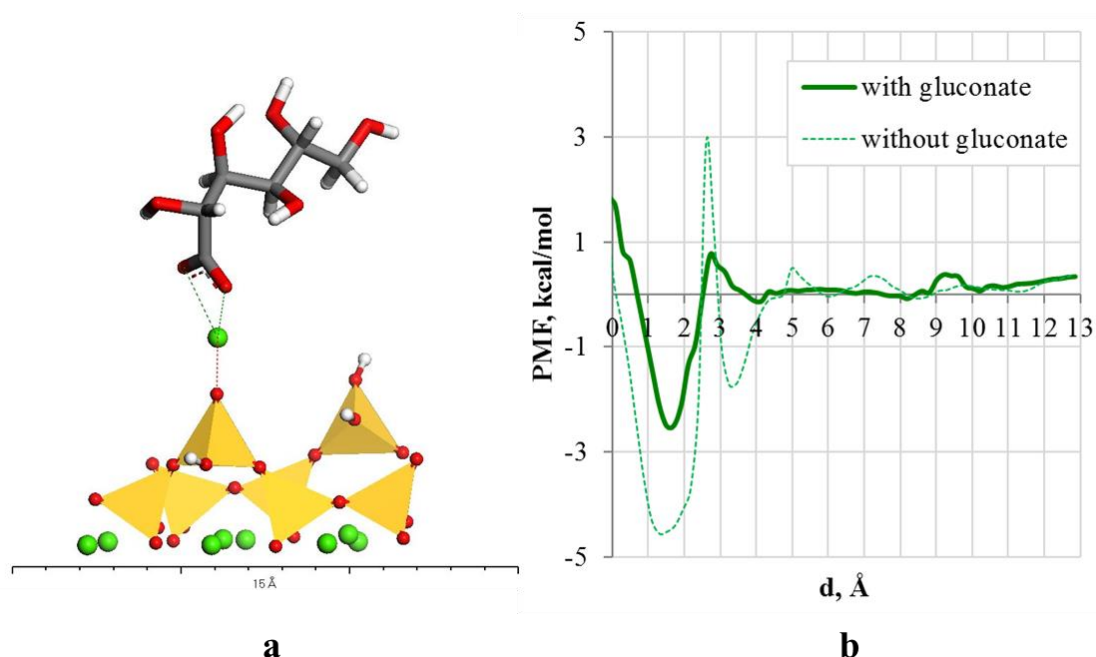 15Å
a
PMF, kcal/mol
5
3
1
-1
-3
-5
with gluconate
without gluconate
0 1 2 3 4 5 6 7 8 9 10 11 12 13
d, Å
b